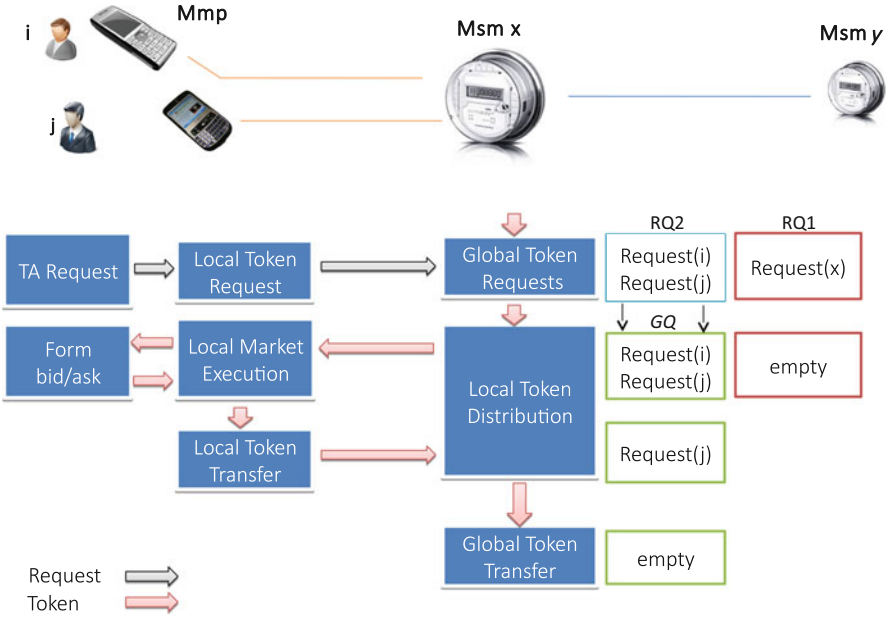 Mmp
i
Msm x
Msm y
j
RQ2
RQ1
TA Request
Local Token
Request
Global Token
Requests
Request(i)
Request(j)
Request(x)
GQ
Form
bid/ask
Local Market
Execution
Local Token
Distribution
Request(i)
Request(j)
empty
Local Token
Transfer
Request(j)
Global Token
Transfer
empty
Request
Token